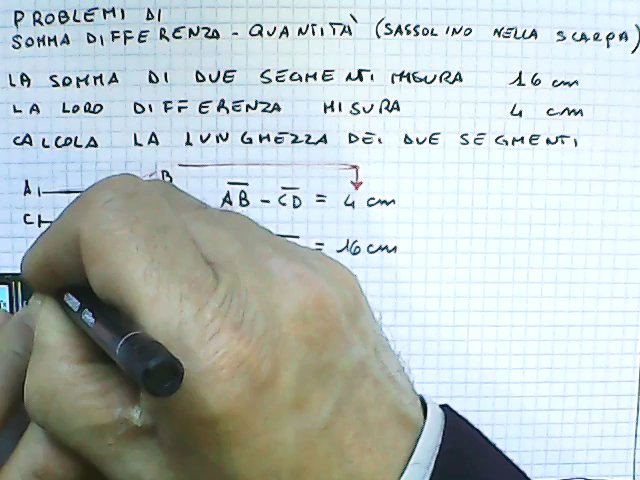 PROBLEMI DI
SOMMA DIFFERENZA - QUANTITÀ (SASSOLINO NELLA SCARPA)
LA SOMMA DI DUE SEGMENTI MISURA 16 cm
LA LORO DIFFERENZA MISURA 4 cm
CALCOLA LA LUNGHEZZA DEI DUE SEGMENTI
A B AB - CD = 4 cm
C = 16 cm